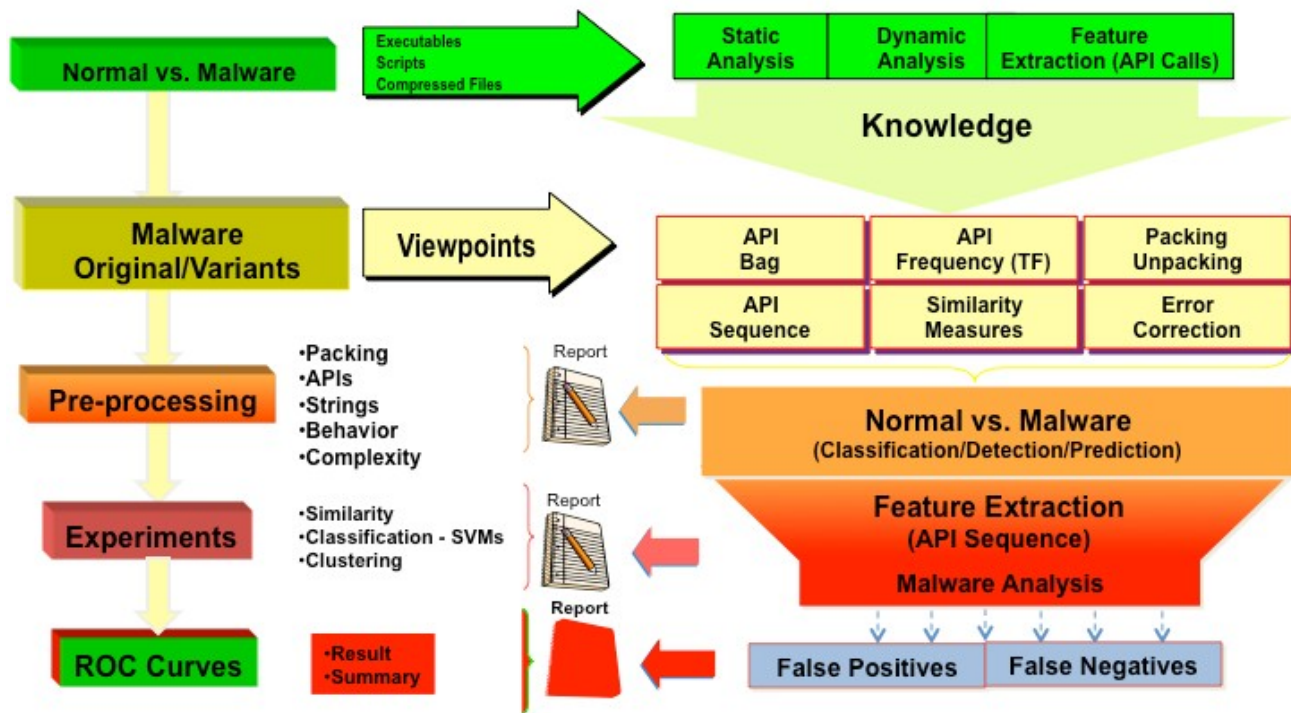 Normal vs. Malware
Executables
Scripts
Compressed Files
Static
Analysis
Dynamic
Analysis
Feature
Extraction (API Calls)
Knowledge
Malware
Original/Variants
Viewpoints
API
Bag
API
Frequency (TF)
Packing
Unpacking
API
Sequence
Similarity
Measures
Error
Correction
Pre-processing
•Packing
•APIs
•Strings
•Behavior
•Complexity
Report
Normal vs. Malware
(Classification/Detection/Prediction)
Experiments
•Similarity
•Classification - SVMs
•Clustering
Report
Feature Extraction
(API Sequence)
Malware Analysis
ROC Curves
•Result
•Summary
Report
False Positives
False Negatives